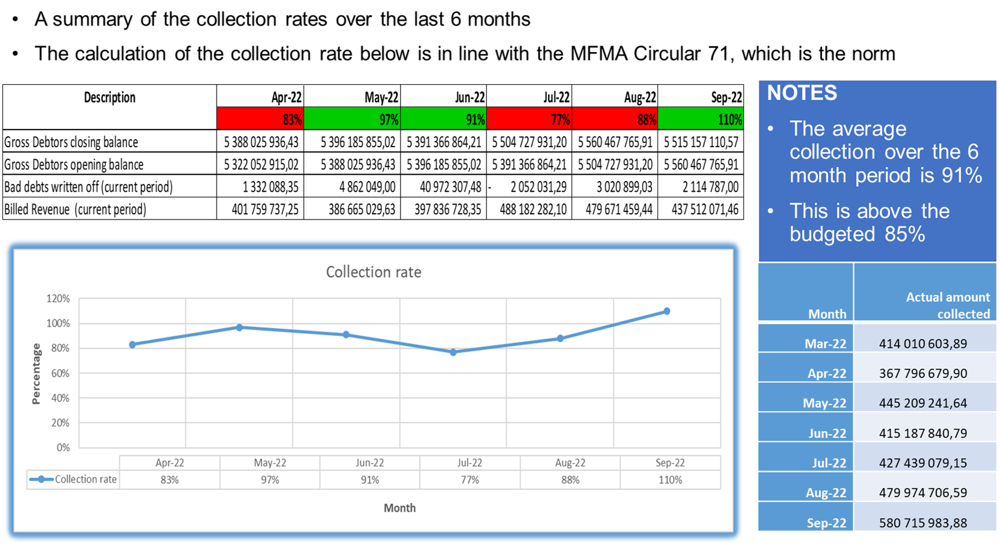 • A summary of the collection rates over the last 6 months
• The calculation of the collection rate below is in line with the MFMA Circular 71, which is the norm
Description Apr-22 May-22 Jun-22 Jul-22 Aug-22 Sep-22
83% 97% 91% 77% 88% 110%
Gross Debtors closing balance 5 388 025 936,43 5 396 185 855,02 5 391 366 864,21 5 504 727 931,20 5 560 467 765,91 5 515 157 110,57
Gross Debtors opening balance 5 322 052 915,02 5 388 025 936,43 5 396 185 855,02 5 391 366 864,21 5 504 727 931,20 5 560 467 765,91
Bad debts written off (current period) 1 332 088,35 4 862 049,00 40 972 307,48 - 2 052 031,29 3 020 899,03 2 114 787,00
Billed Revenue (current period) 401 759 737,25 386 665 029,63 397 836 728,35 488 182 282,10 479 671 459,44 437 512 071,46
NOTES
• The average
collection over the 6
month period is 91%
• This is above the
budgeted 85%
Collection rate
120%
100%
80%
60%
40%
20%
0%
Percentage
Apr-22 May-22 Jun-22 Jul-22 Aug-22 Sep-22
Collection rate 83% 97% 91% 77% 88% 110%
Month
Actual amount
Month collected
Mar-22 414 010 603,89
Apr-22 367 796 679,90
May-22 445 209 241,64
Jun-22 415 187 840,79
Jul-22 427 439 079,15
Aug-22 479 974 706,59
Sep-22 580 715 983,88